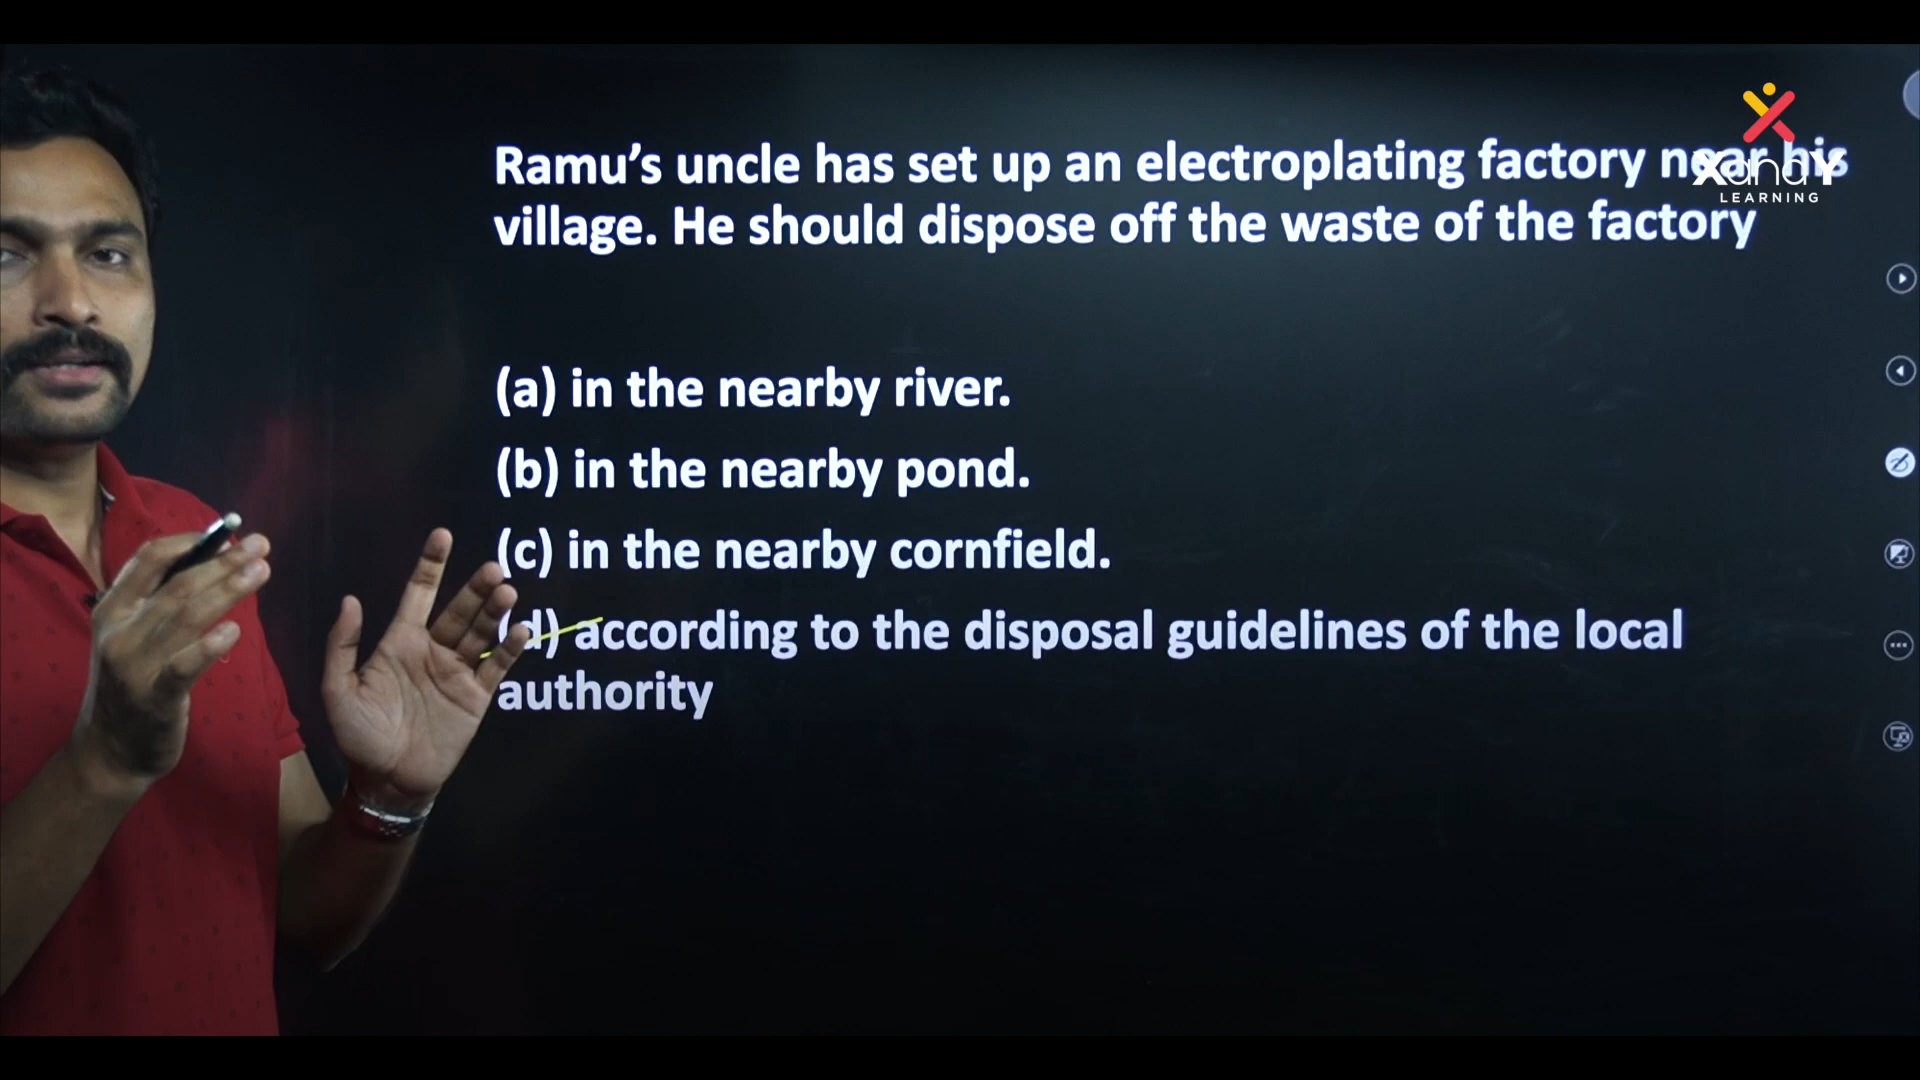 Ramu's uncle has set up an electroplating factory near his
village. He should dispose off the waste of the factory
XandY
LEARNING
(a) in the nearby river.
(b) in the nearby pond.
(c) in the nearby cornfield.
(d) according to the disposal guidelines of the local
authority